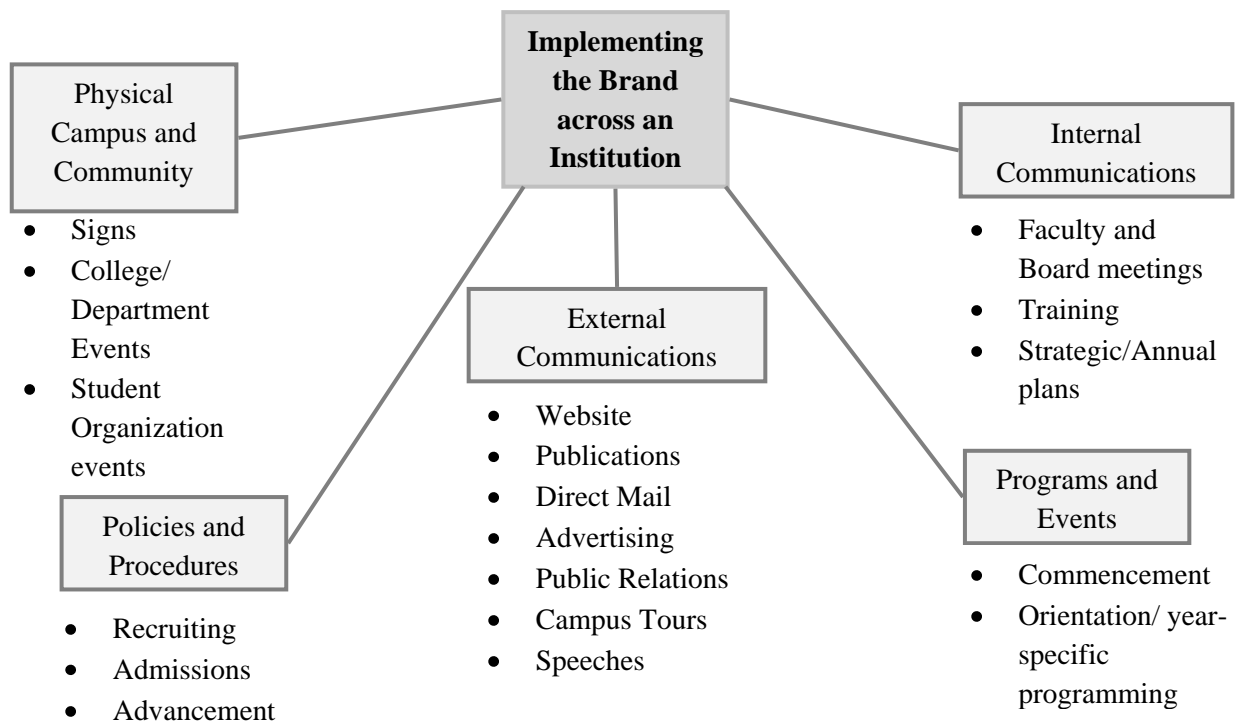 Implementing
the Brand
across an
Institution
Physical
Campus and
Community
• Signs
• College/
Department
Events
• Student
Organization
events
Policies and
Procedures
• Recruiting
• Admissions
• Advancement
External
Communications
• Website
• Publications
• Direct Mail
• Advertising
• Public Relations
• Campus Tours
• Speeches
Internal
Communications
• Faculty and
Board meetings
• Training
• Strategic/Annual
plans
Programs and
Events
• Commencement
• Orientation/ year-
specific
programming